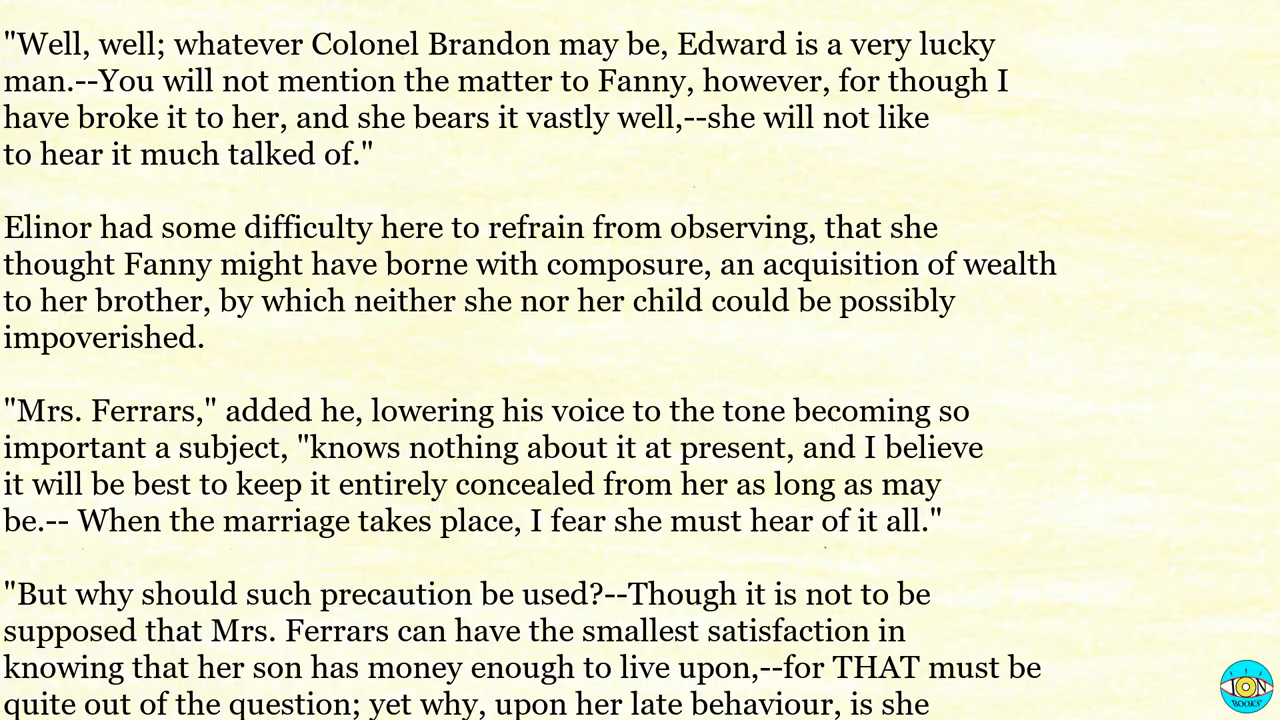 "Well, well; whatever Colonel Brandon may be, Edward is a very lucky
man.--You will not mention the matter to Fanny, however, for though I
have broke it to her, and she bears it vastly well,--she will not like
to hear it much talked of."
Elinor had some difficulty here to refrain from observing, that she
thought Fanny might have borne with composure, an acquisition of wealth
to her brother, by which neither she nor her child could be possibly
impoverished.
"Mrs. Ferrars," added he, lowering his voice to the tone becoming so
important a subject, "knows nothing about it at present, and I believe
it will be best to keep it entirely concealed from her as long as may
be.-- When the marriage takes place, I fear she must hear of it all."
"But why should such precaution be used?--Though it is not to be
supposed that Mrs. Ferrars can have the smallest satisfaction in
knowing that her son has money enough to live upon,--for THAT must be
quite out of the question; yet why, upon her late behaviour, is she
ION
BOOKS